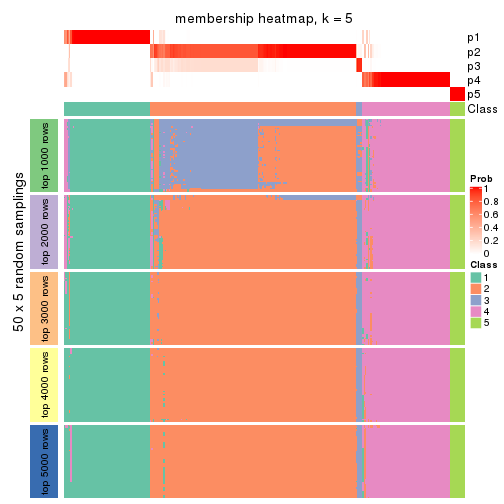 membership heatmap, k = 5
p1
p2
p3
p4
p5
Class
50 x 5 random samplings
top 1000 rows
top 2000 rows
top 3000 rows
top 4000 rows
top 5000 rows
Prob
1
0.8
0.6
0.4
0.2
0
Class
1
2
3
4
5